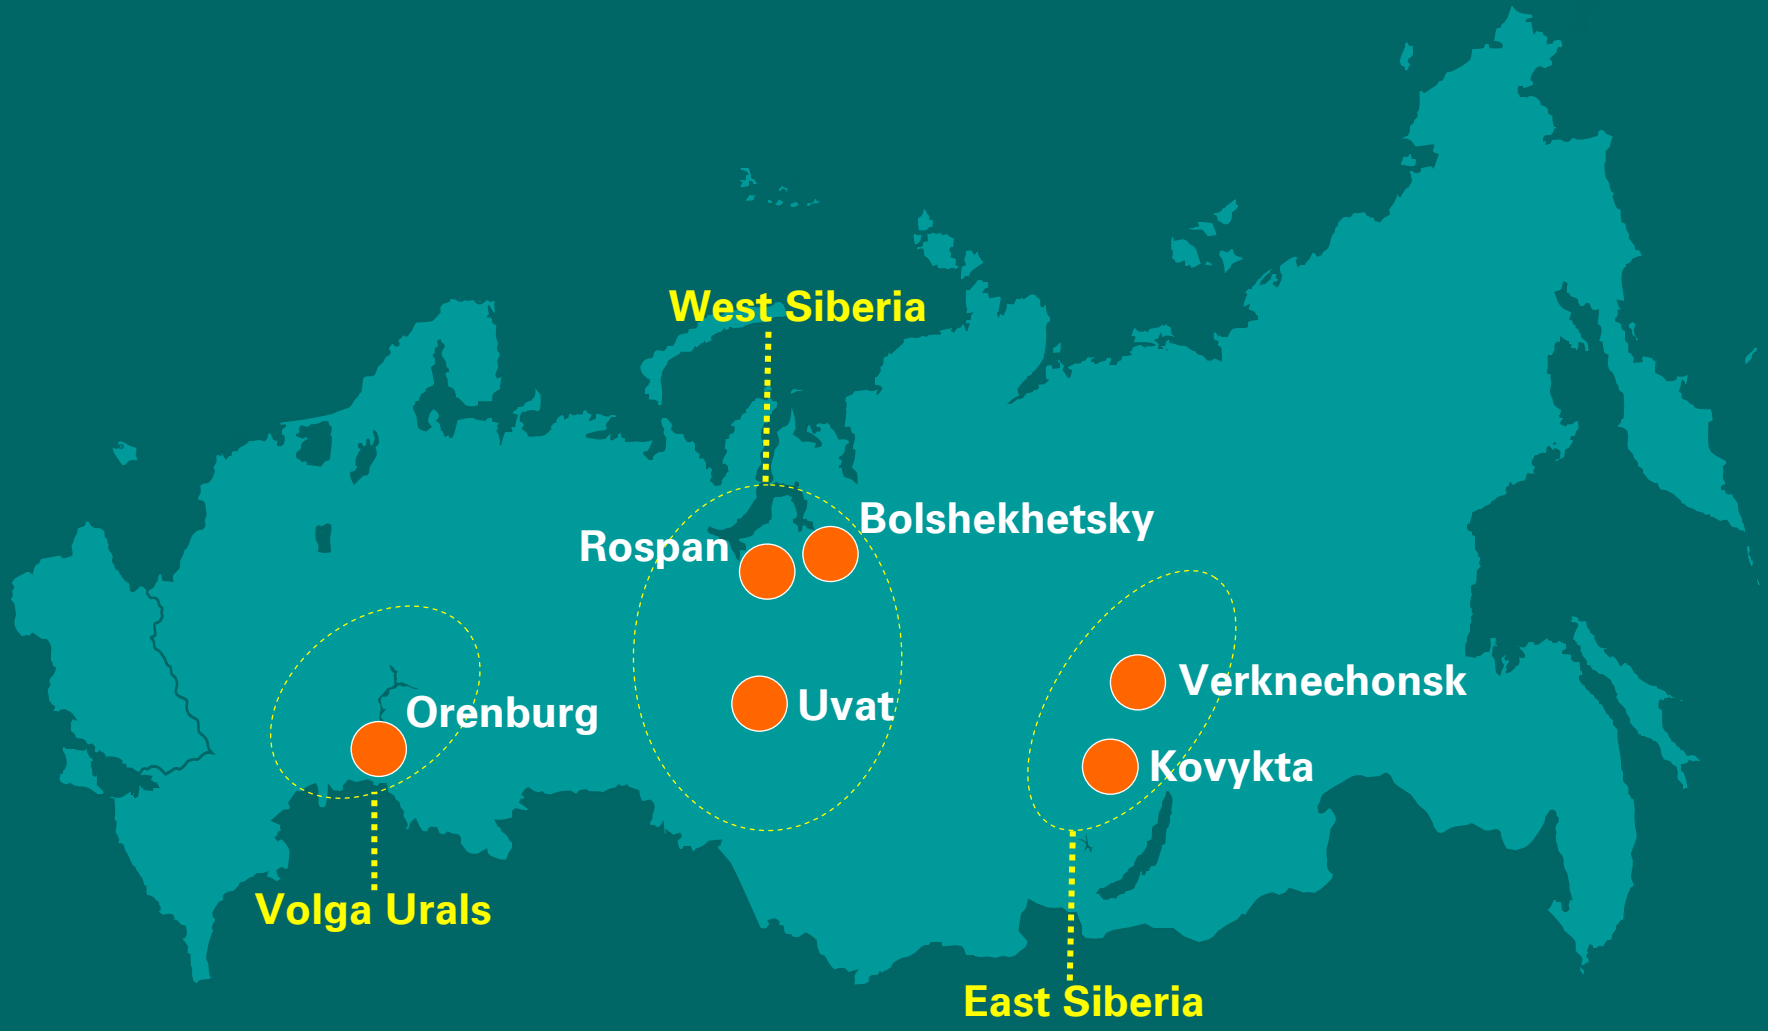 West Siberia
Bolshekhetsky
Rospan
Verknechonsk
Uvat
Orenburg
Kovykta
Volga Urals
East Siberia